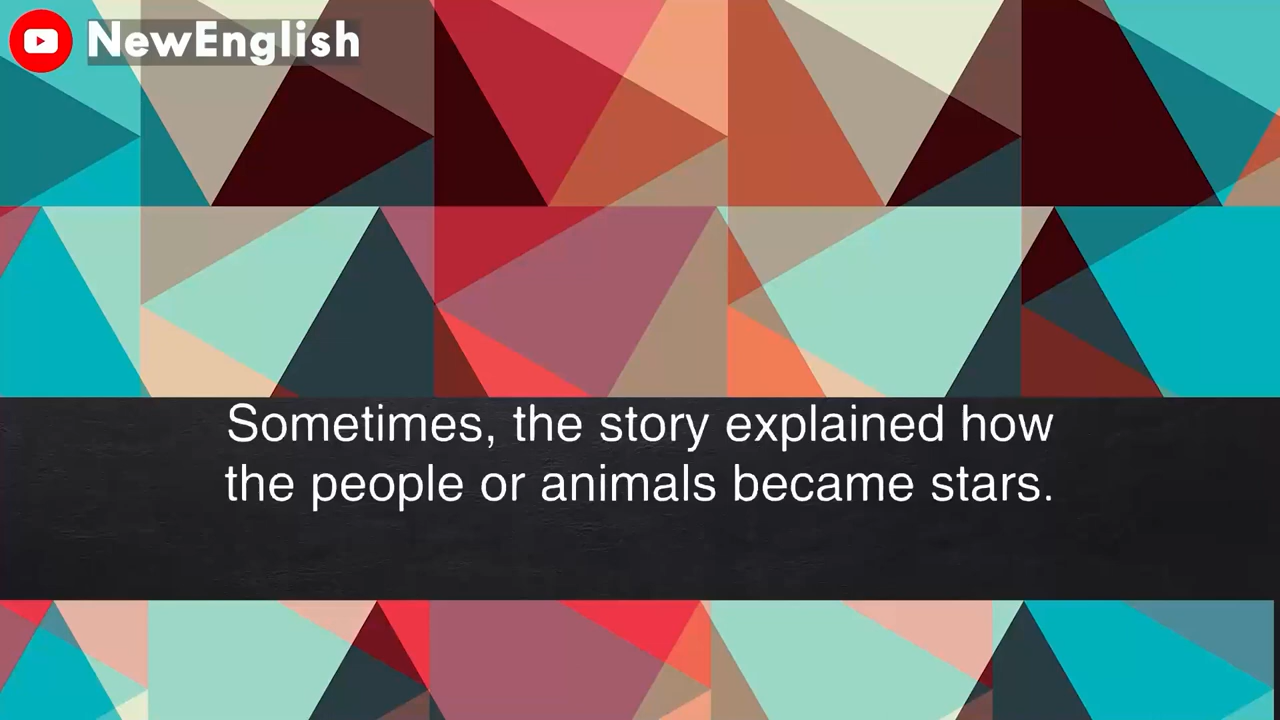 NewEnglish
Sometimes, the story explained how
the people or animals became stars.